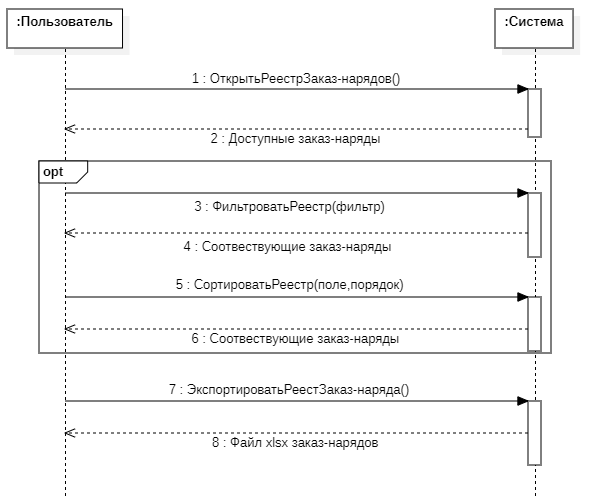 :Пользователь
:Система
1 : ОткрытьРеестрЗаказ-нарядов()
2 : Доступные заказ-наряды
opt
3 : ФильтроватьРеестр(фильтр)
4 : Соотвествующие заказ-наряды
5 : СортироватьРеестр(поле,порядок)
6 : Соотвествующие заказ-наряды
7 : ЭкспортироватьРеестЗаказ-наряда()
8 : Файл xlsx заказ-нарядов